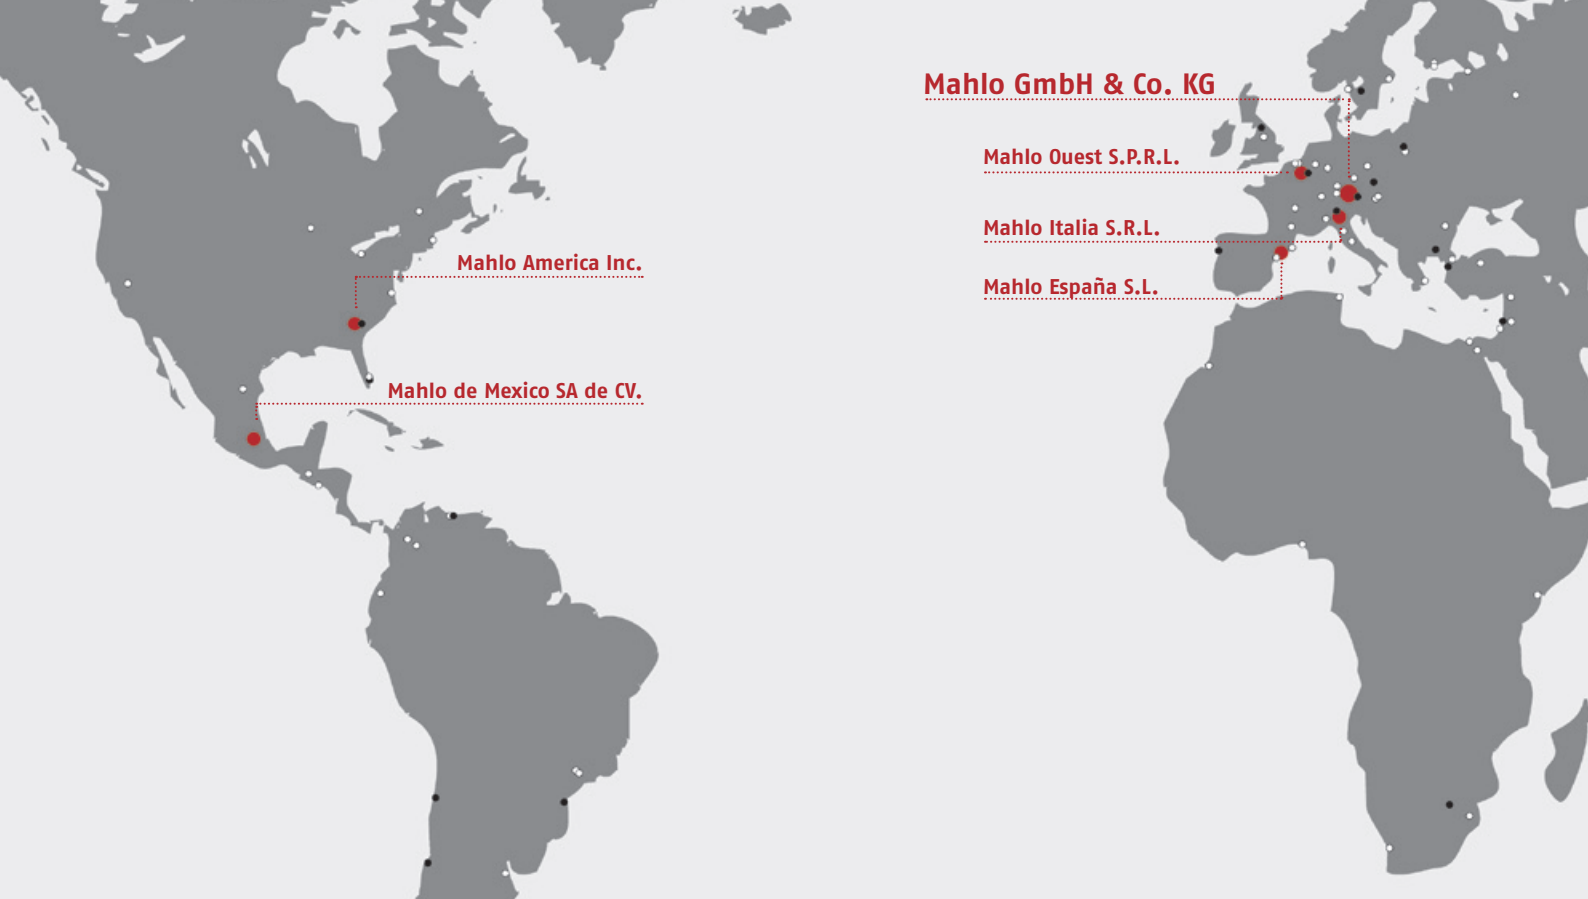 Mahlo GmbH & Co. KG
Mahlo Ouest S.P.R.L.
Mahlo Italia S.R.L.
Mahlo España S.L.
Mahlo America Inc.
Mahlo de Mexico SA de CV.